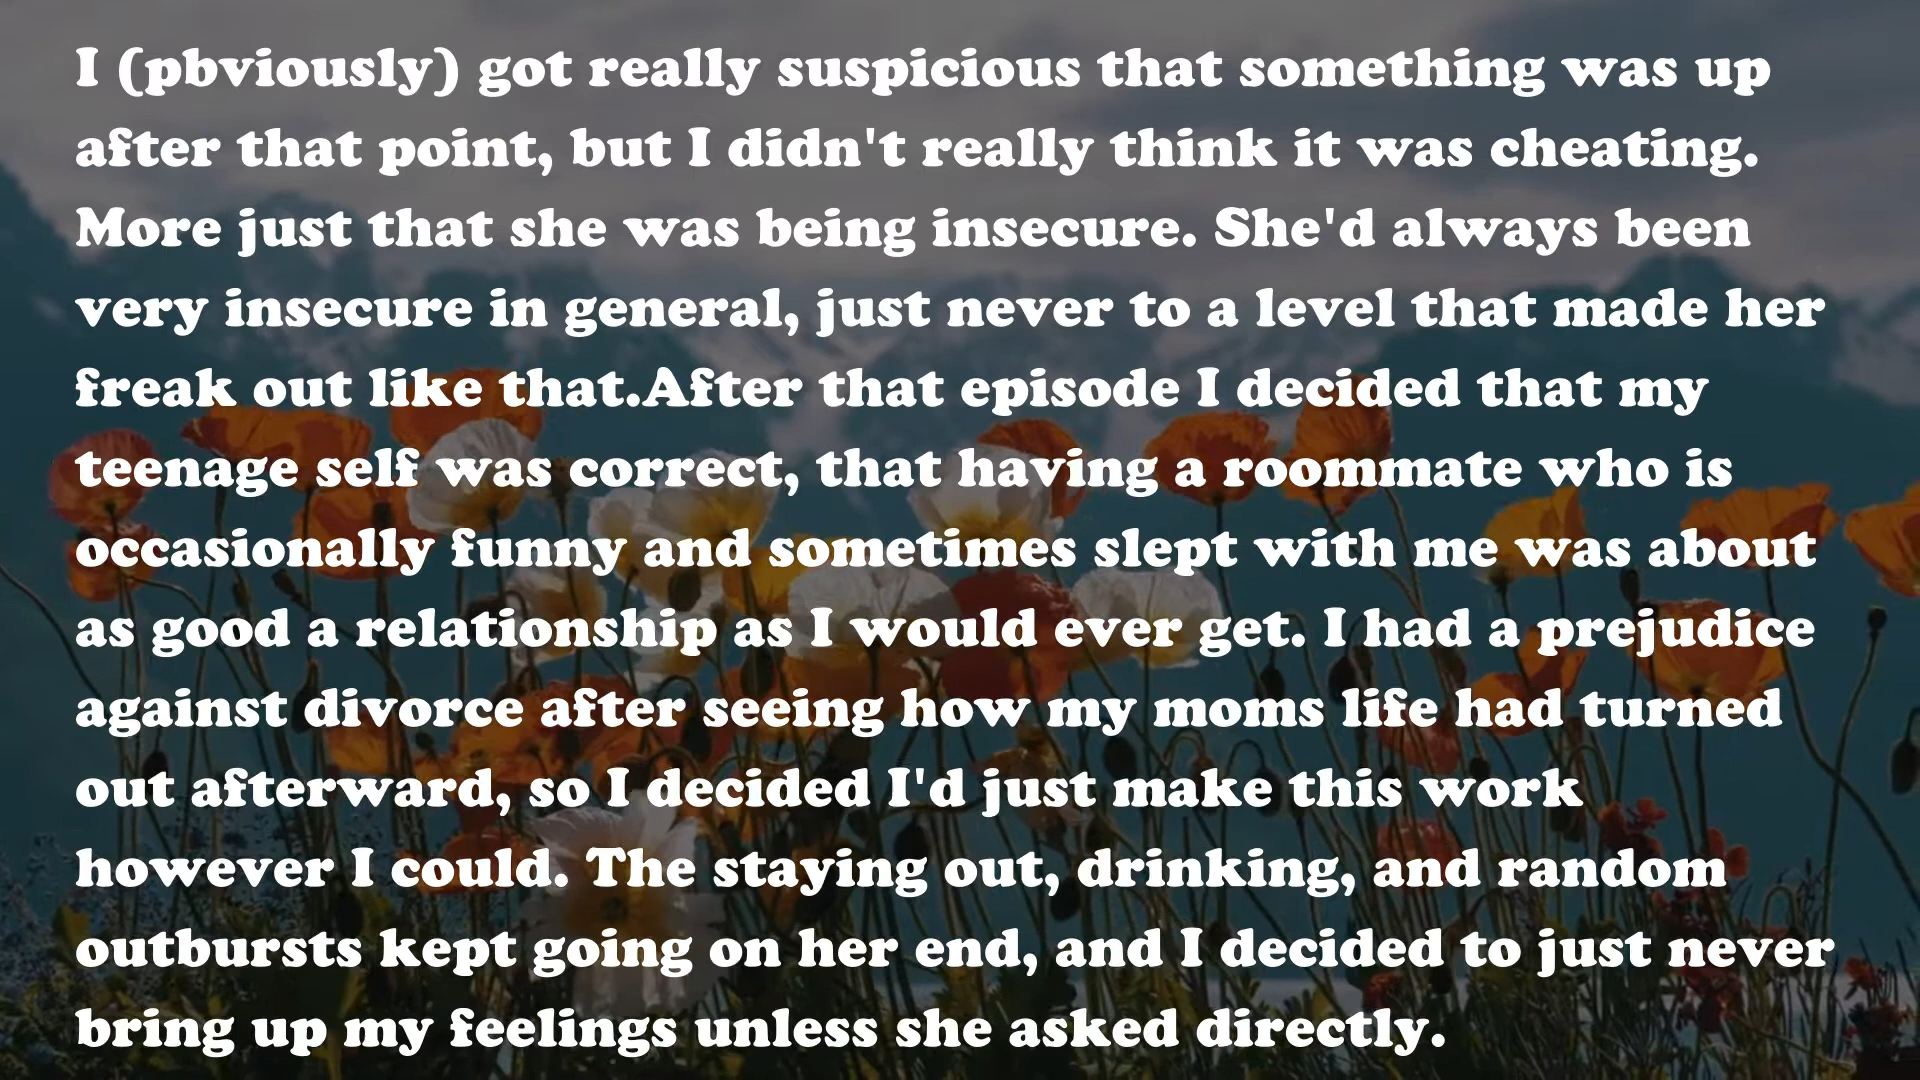 I (pbviously) got really suspicious that something was up
after that point, but I didn't really think it was cheating.
More just that she was being insecure. She'd always been
very insecure in general, just never to a level that made her
freak out like that.After that episode I decided that my
teenage self was correct, that having a roommate who is
occasionally funny and sometimes slept with me was about
as good a relationship as I would ever get. I had a prejudice
against divorce after seeing how my moms life had turned
out afterward, so I decided I'd just make this work
however I could. The staying out, drinking, and random
outbursts kept going on her end, and I decided to just never
bring up my feelings unless she asked directly.